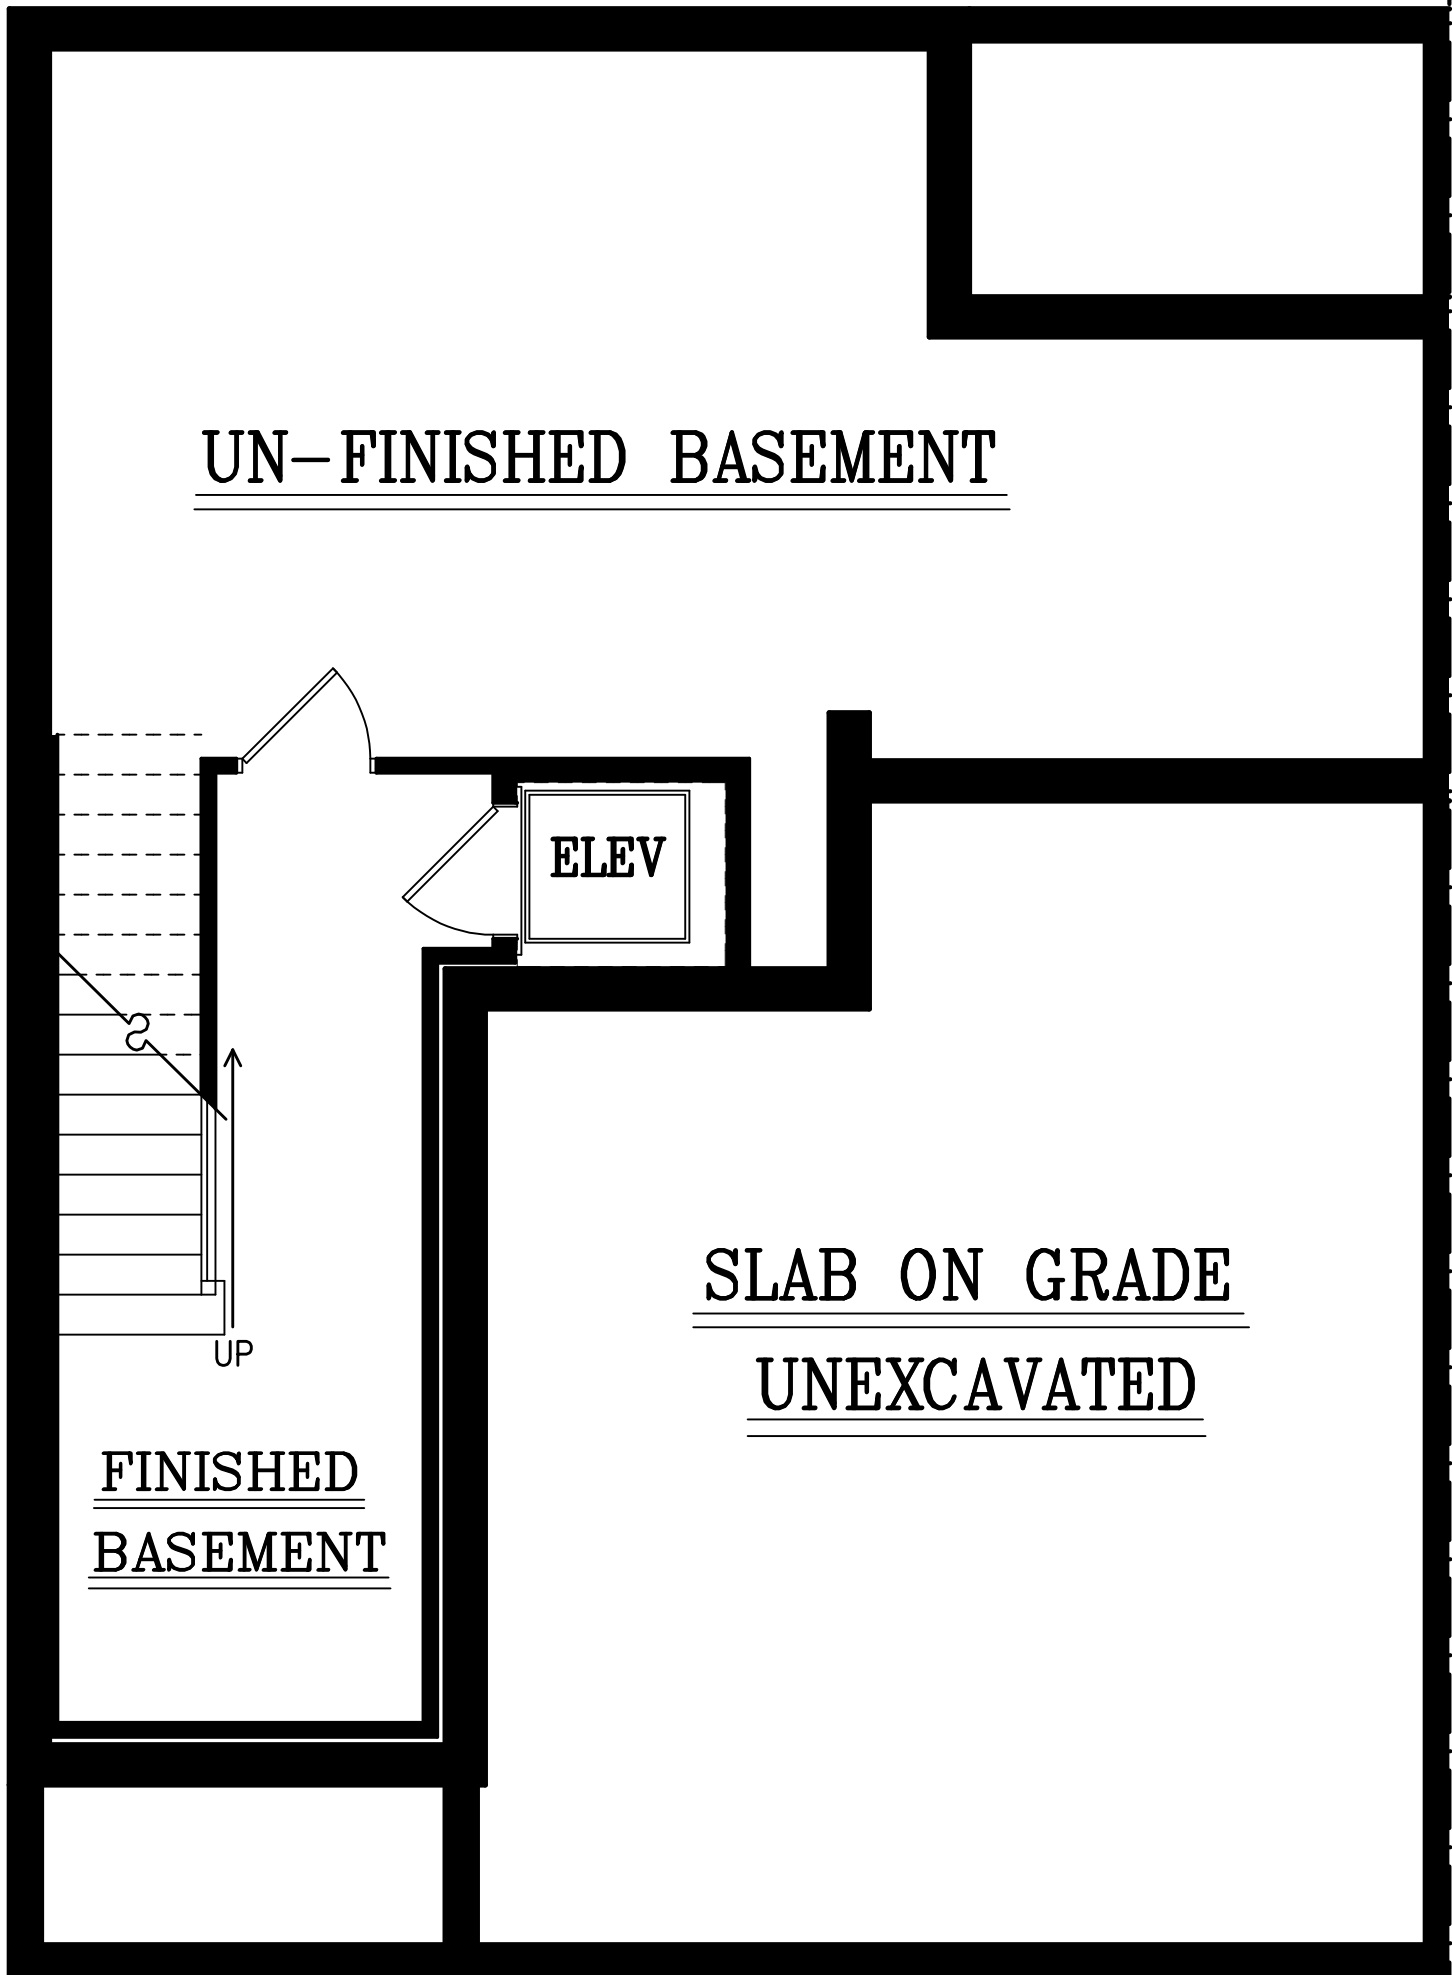 UN-FINISHED BASEMENT
ELEV
SLAB ON GRADE
UNEXCAVATED
UP
FINISHED
BASEMENT